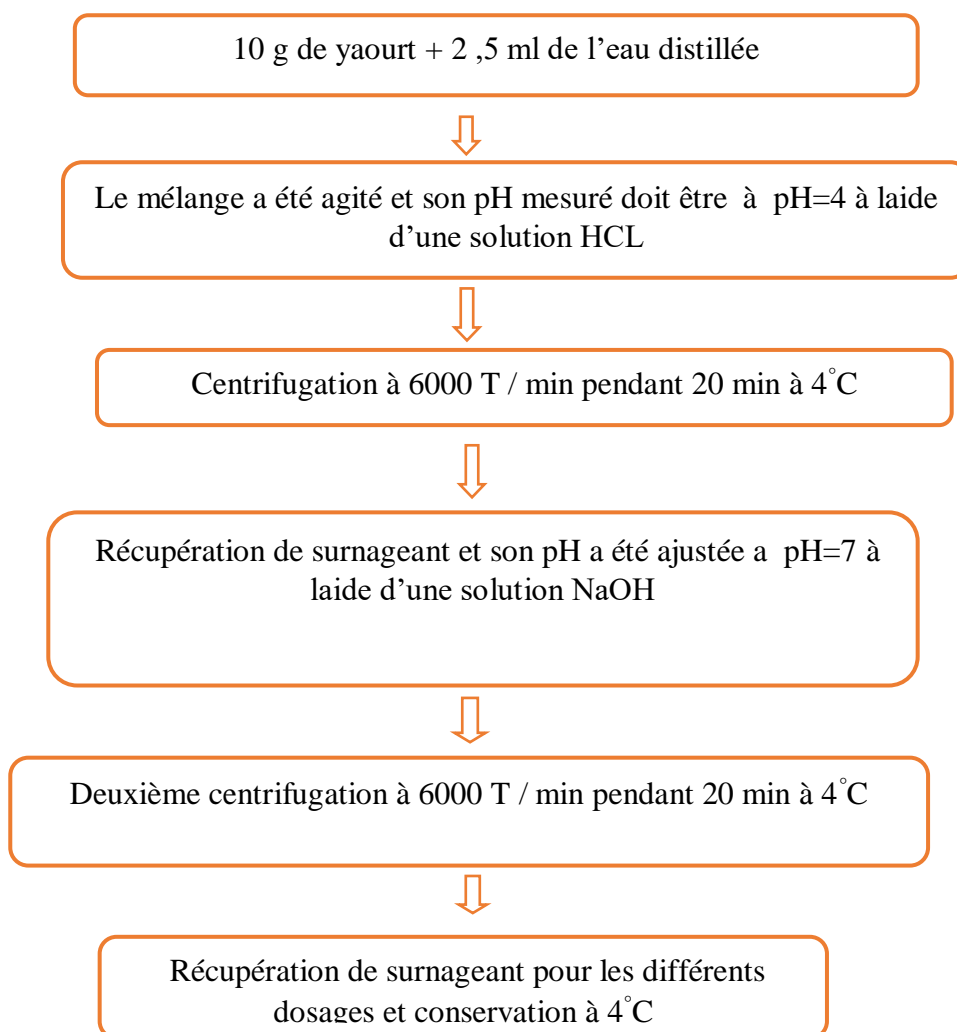 10 g de yaourt + 2 ,5 ml de l’eau distillée
Le mélange a été agité et son pH mesuré doit être à pH=4 à laide
d’une solution HCL
Centrifugation à 6000 T / min pendant 20 min à 4°C
Récupération de surnageant et son pH a été ajustée a pH=7 à
laide d’une solution NaOH
Deuxième centrifugation à 6000 T / min pendant 20 min à 4°C
Récupération de surnageant pour les différents
dosages et conservation à 4°C